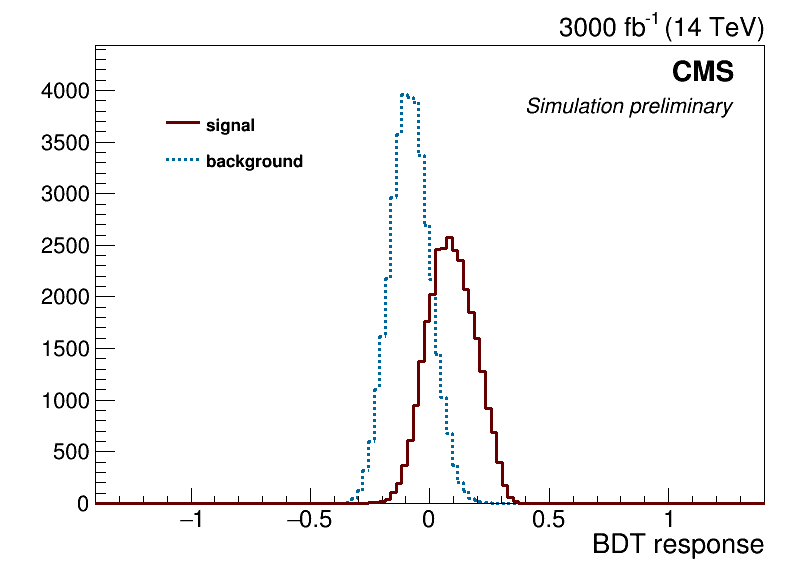 3000 fb⁻¹ (14 TeV)
CMS
Simulation preliminary
signal
background
4000
3500
3000
2500
2000
1500
1000
500
0
−1 −0.5 0 0.5 1
BDT response